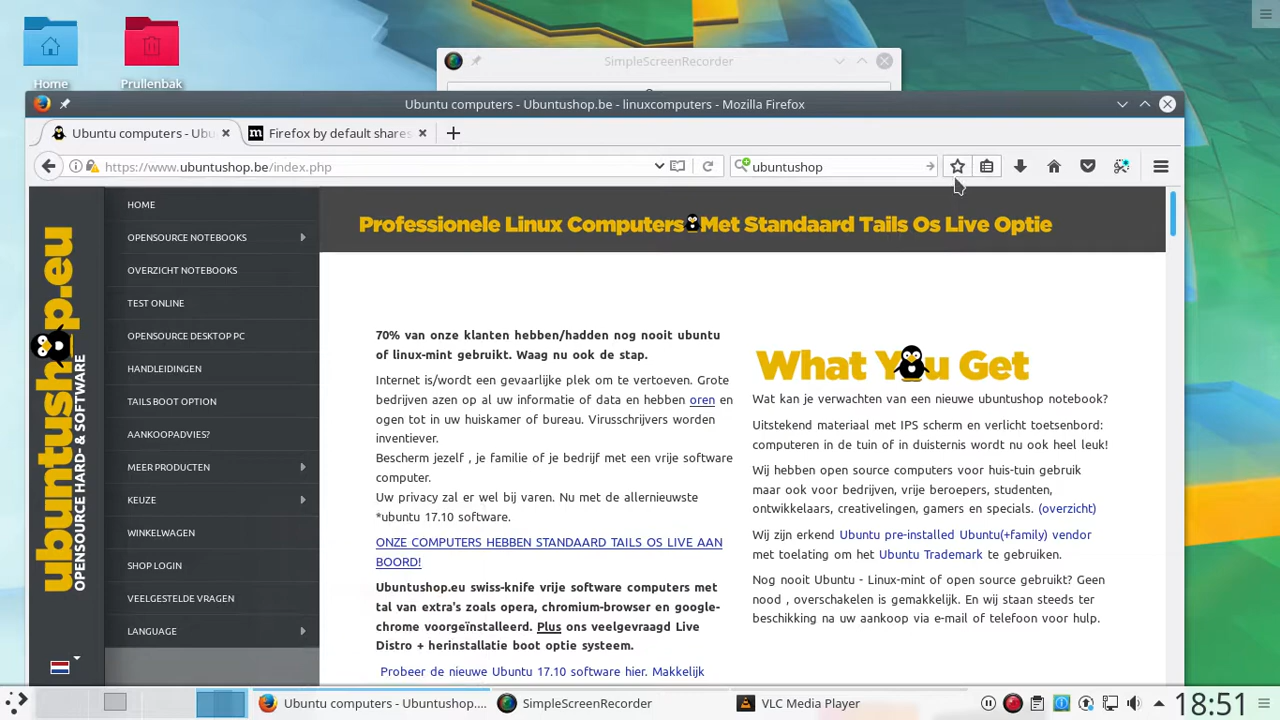 Home
Prullenbak
SimpleScreenRecorder
Ubuntu computers - Ubuntushop.be - linuxcomputers - Mozilla Firefox
Ubuntu computers - Ubu
Firefox by default shares
https://www.ubuntushop.be/index.php
ubuntushop
ubuntushop.eu
OPENSOURCE HARD- & SOFTWARE
HOME
OPENSOURCE NOTEBOOKS
OVERZICHT NOTEBOOKS
TEST ONLINE
OPENSOURCE DESKTOP PC
HANDLEIDINGEN
TAILS BOOT OPTION
AANKOOPADVIES?
MEER PRODUCTEN
KEUZE
WINKELWAGEN
SHOP LOGIN
VEELGESTELDE VRAGEN
LANGUAGE
Professionele Linux Computers Met Standaard Tails Os Live Optie
70% van onze klanten hebben/hadden nog nooit ubuntu
of linux-mint gebruikt. Waag nu ook de stap.
Internet is/wordt een gevaarlijke plek om te vertoeven. Grote
bedrijven azen op al uw informatie of data en hebben oren en
ogen tot in uw huiskamer of bureau. Virusschrijvers worden
inventiever.
Bescherm jezelf , je familie of je bedrijf met een vrije software
computer.
Uw privacy zal er wel bij varen. Nu met de allernieuwste
*ubuntu 17.10 software.
ONZE COMPUTERS HEBBEN STANDAARD TAILS OS LIVE AAN
BOORD!
Ubuntushop.eu swiss-knife vrije software computers met
tal van extra's zoals opera, chromium-browser en google-
chrome voorgeïnstalleerd. Plus ons veelgevraagd Live
Distro + herinstallatie boot optie systeem.
Probeer de nieuwe Ubuntu 17.10 software hier. Makkelijk
What You Get
Wat kan je verwachten van een nieuwe ubuntushop notebook?
Uitstekend materiaal met IPS scherm en verlicht toetsenbord:
computeren in de tuin of in duisternis wordt nu ook heel leuk!
Wij hebben open source computers voor huis-tuin gebruik
maar ook voor bedrijven, vrije beroepers, studenten,
ontwikkelaars, creatievelingen, gamers en specials. (overzicht)
Wij zijn erkend Ubuntu pre-installed Ubuntu(+family) vendor
met toelating om het Ubuntu Trademark te gebruiken.
Nog nooit Ubuntu - Linux-mint of open source gebruikt? Geen
nood , overschakelen is gemakkelijk. En wij staan steeds ter
beschikking na uw aankoop via e-mail of telefoon voor hulp.
Ubuntu computers - Ubuntushop....
SimpleScreenRecorder
VLC Media Player
18:51